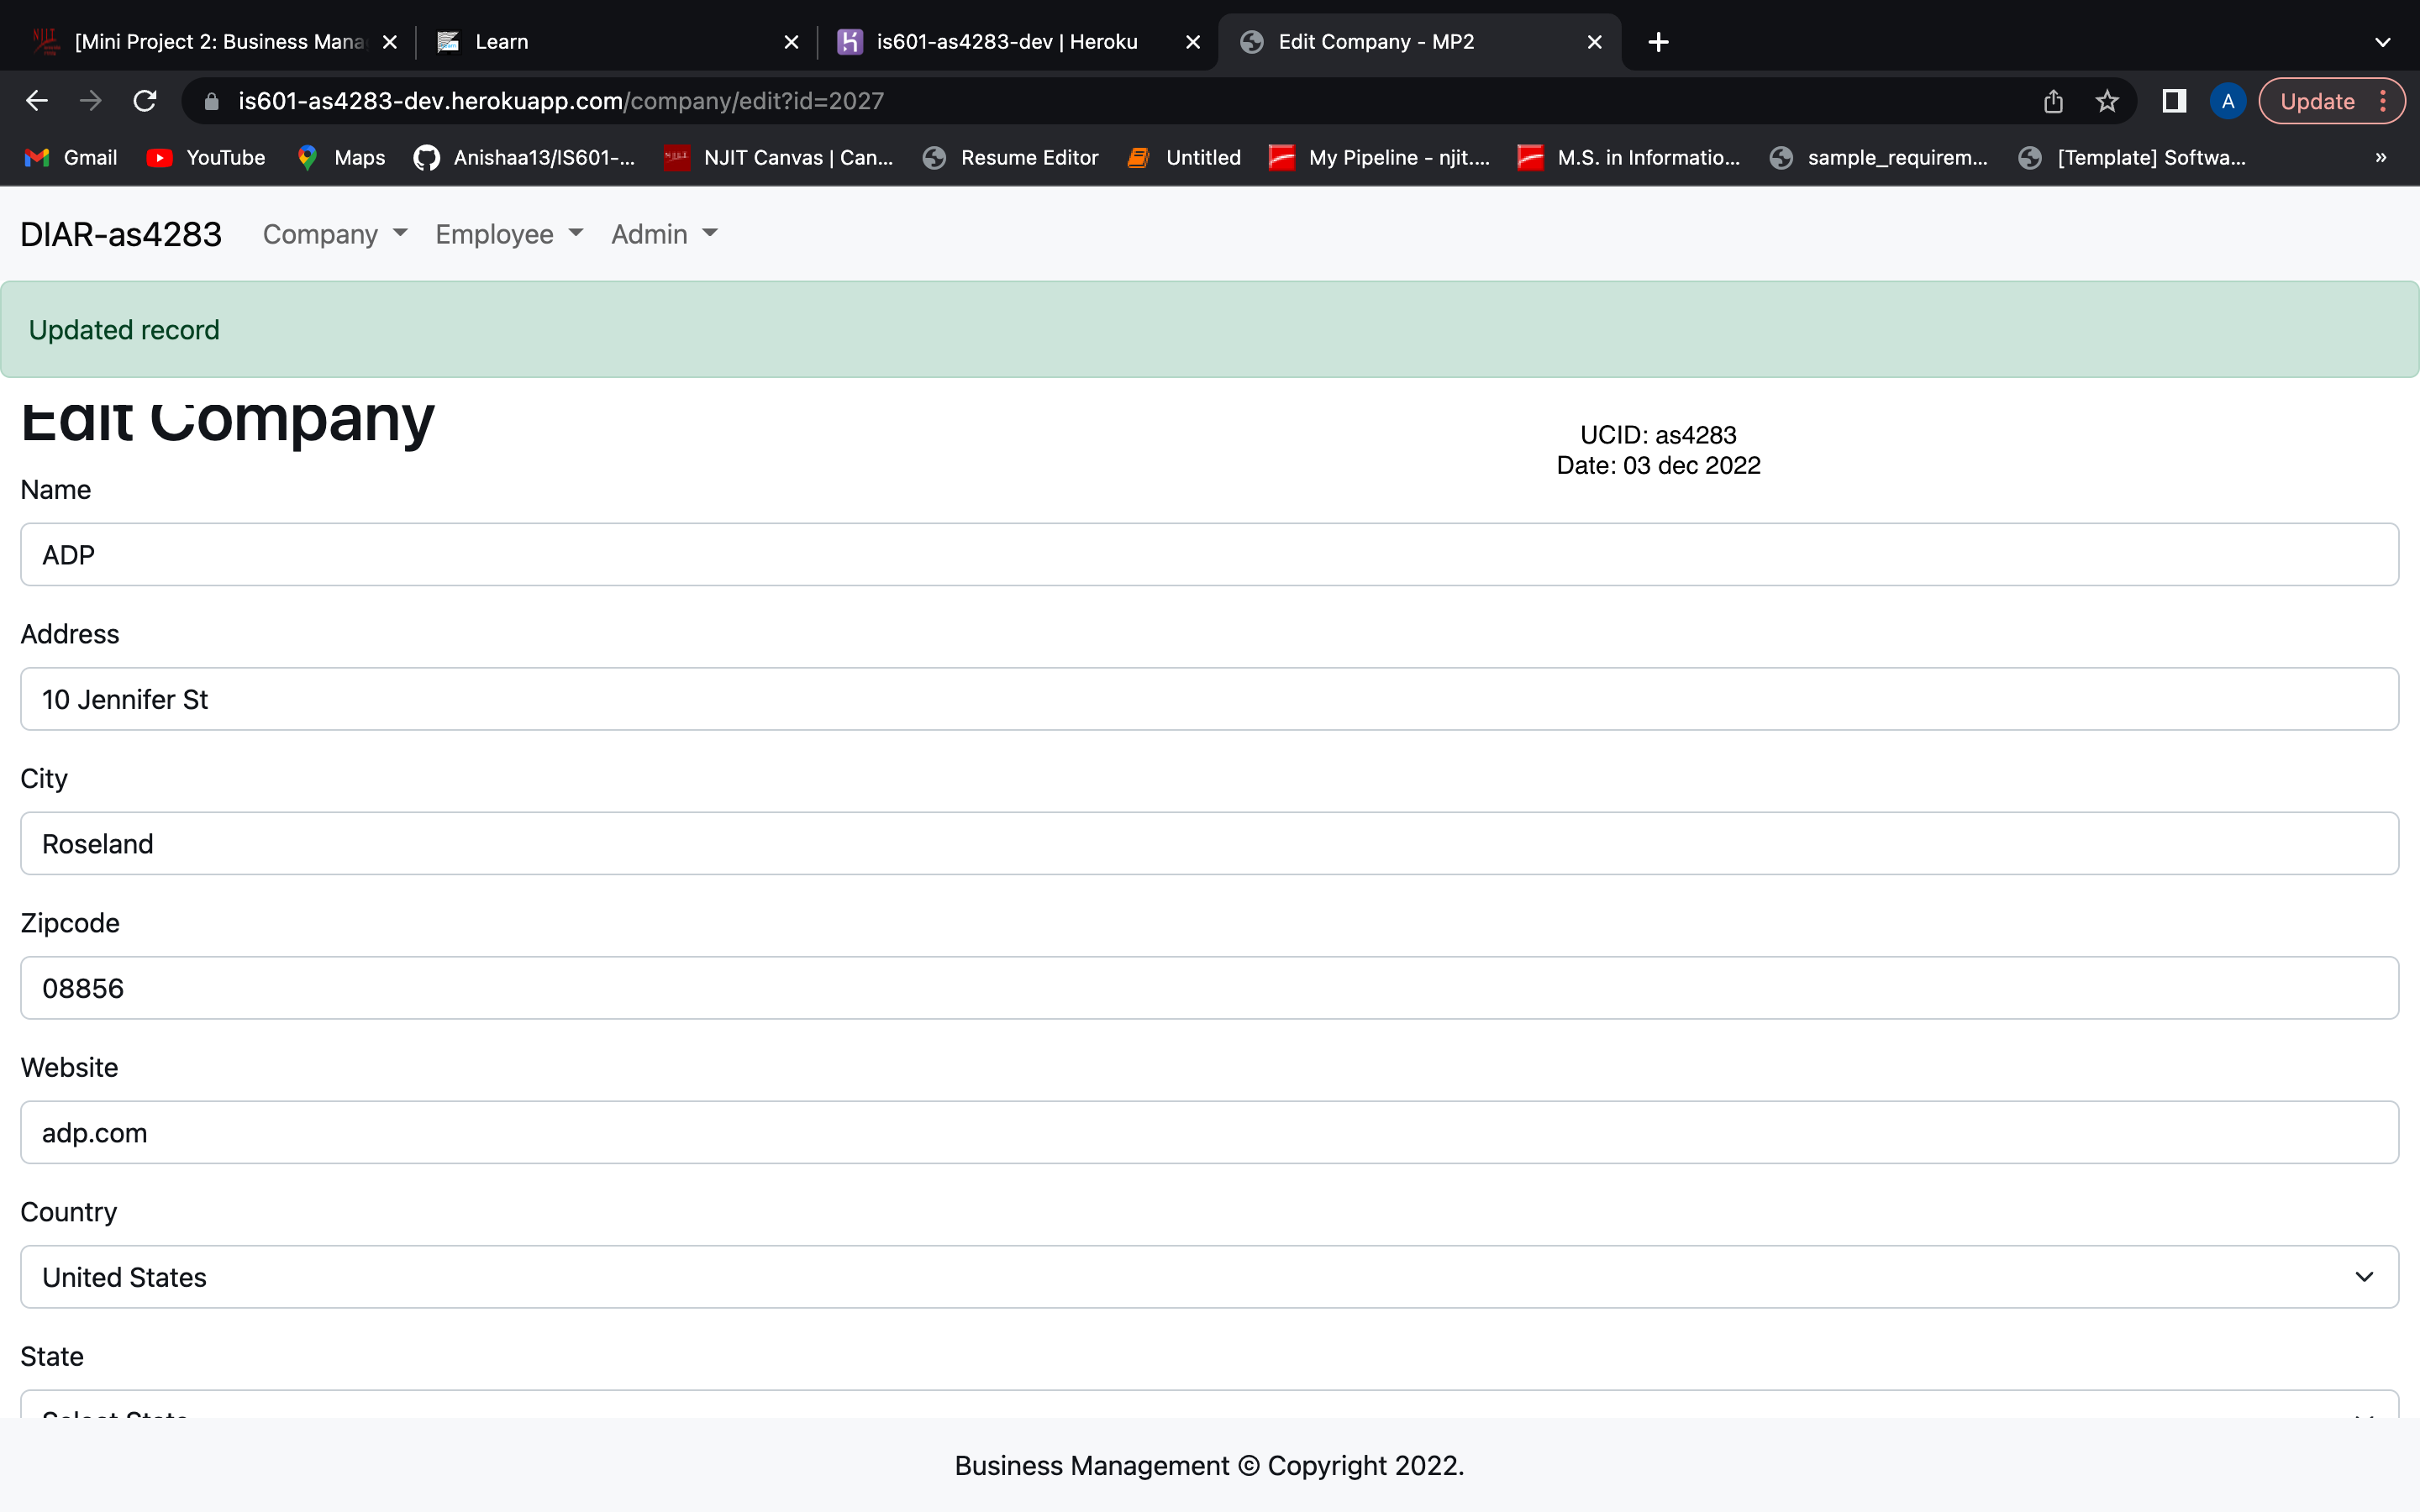 [Mini Project 2: Business Mana
Learn
is601-as4283-dev | Heroku
Edit Company - MP2
is601-as4283-dev.herokuapp.com/company/edit?id=2027
A
Update
Gmail
YouTube
Maps
Anishaa13/IS601-...
NJIT Canvas | Can...
Resume Editor
Untitled
My Pipeline - njit....
M.S. in Informatio...
sample_requirem...
[Template] Softwa...
»
DIAR-as4283
Company
Employee
Admin
Updated record
Edit Company
UCID: as4283
Date: 03 dec 2022
Name
ADP
Address
10 Jennifer St
City
Roseland
Zipcode
08856
Website
adp.com
Country
United States
State
Select State
Business Management © Copyright 2022.